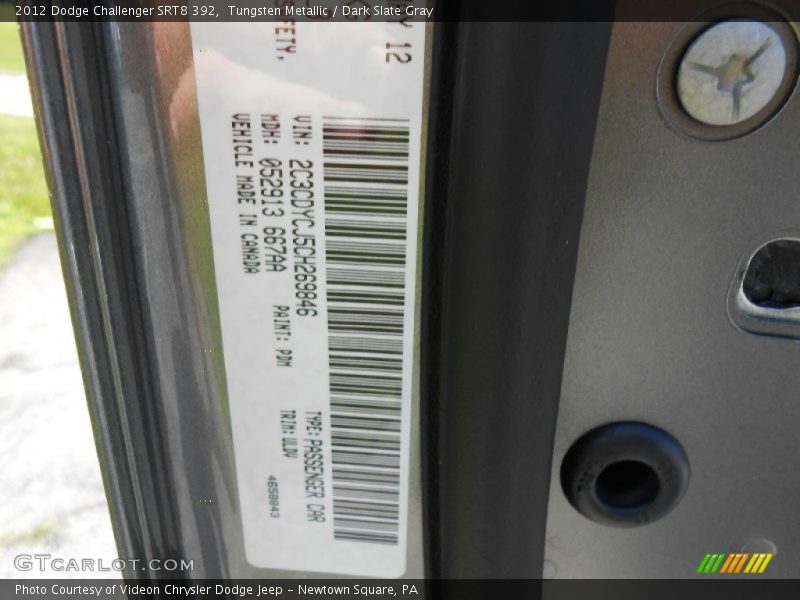 2012 Dodge Challenger SRT8 392, Tungsten Metallic / Dark Slate Gray
12
SAFETY,
VIN: 2C3CDYCJ5CH269846
TYPE: PASSENGER CAR
MDH: 052913 667AA
PAINT: PDM
TRIM: ULDV
VEHICLE MADE IN CANADA
4658843
GTCARLOT.COM
Photo Courtesy of Videon Chrysler Dodge Jeep - Newtown Square, PA